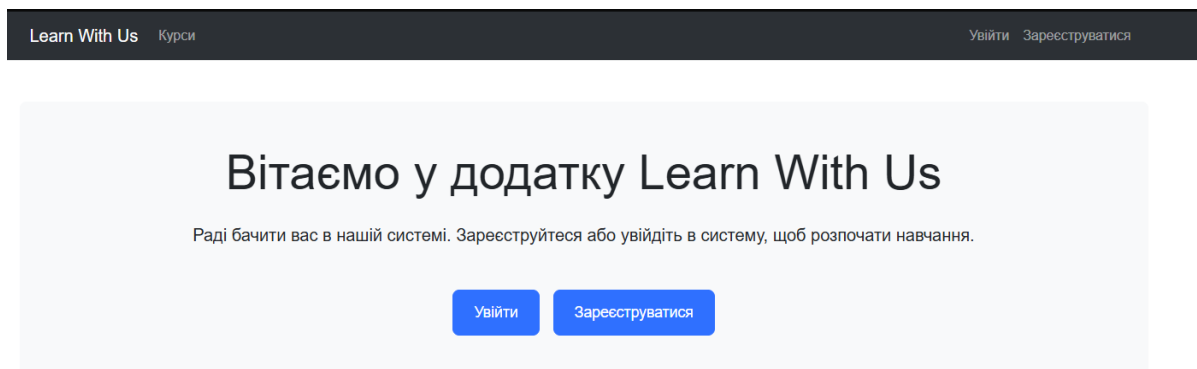 Learn With Us Курси Увійти Зареєструватися
Вітаємо у додатку Learn With Us
Раді бачити вас в нашій системі. Зареєструйтеся або увійдіть в систему, щоб розпочати навчання.
Увійти Зареєструватися